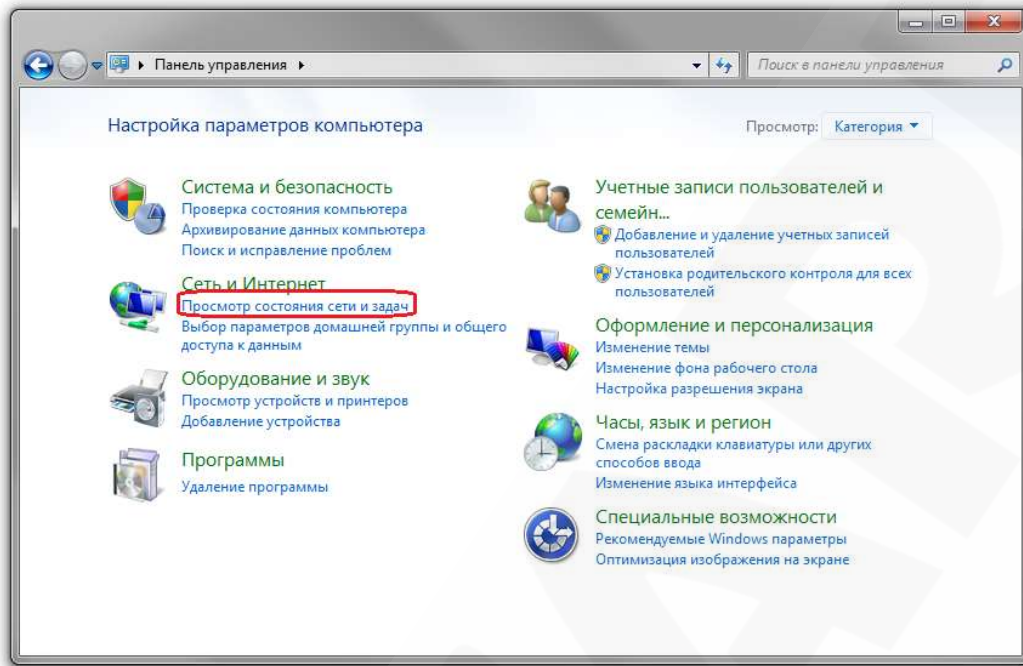 Панель управления
Поиск в панели управления
Настройка параметров компьютера
Просмотр: Категория
Система и безопасность
Проверка состояния компьютера
Архивирование данных компьютера
Поиск и исправление проблем
Сеть и Интернет
Просмотр состояния сети и задач
Выбор параметров домашней группы и общего
доступа к данным
Оборудование и звук
Просмотр устройств и принтеров
Добавление устройства
Программы
Удаление программы
Учетные записи пользователей и
семейн...
Добавление и удаление учетных записей
пользователей
Установка родительского контроля для всех
пользователей
Оформление и персонализация
Изменение темы
Изменение фона рабочего стола
Настройка разрешения экрана
Часы, язык и регион
Смена раскладки клавиатуры или других
способов ввода
Изменение языка интерфейса
Специальные возможности
Рекомендуемые Windows параметры
Оптимизация изображения на экране